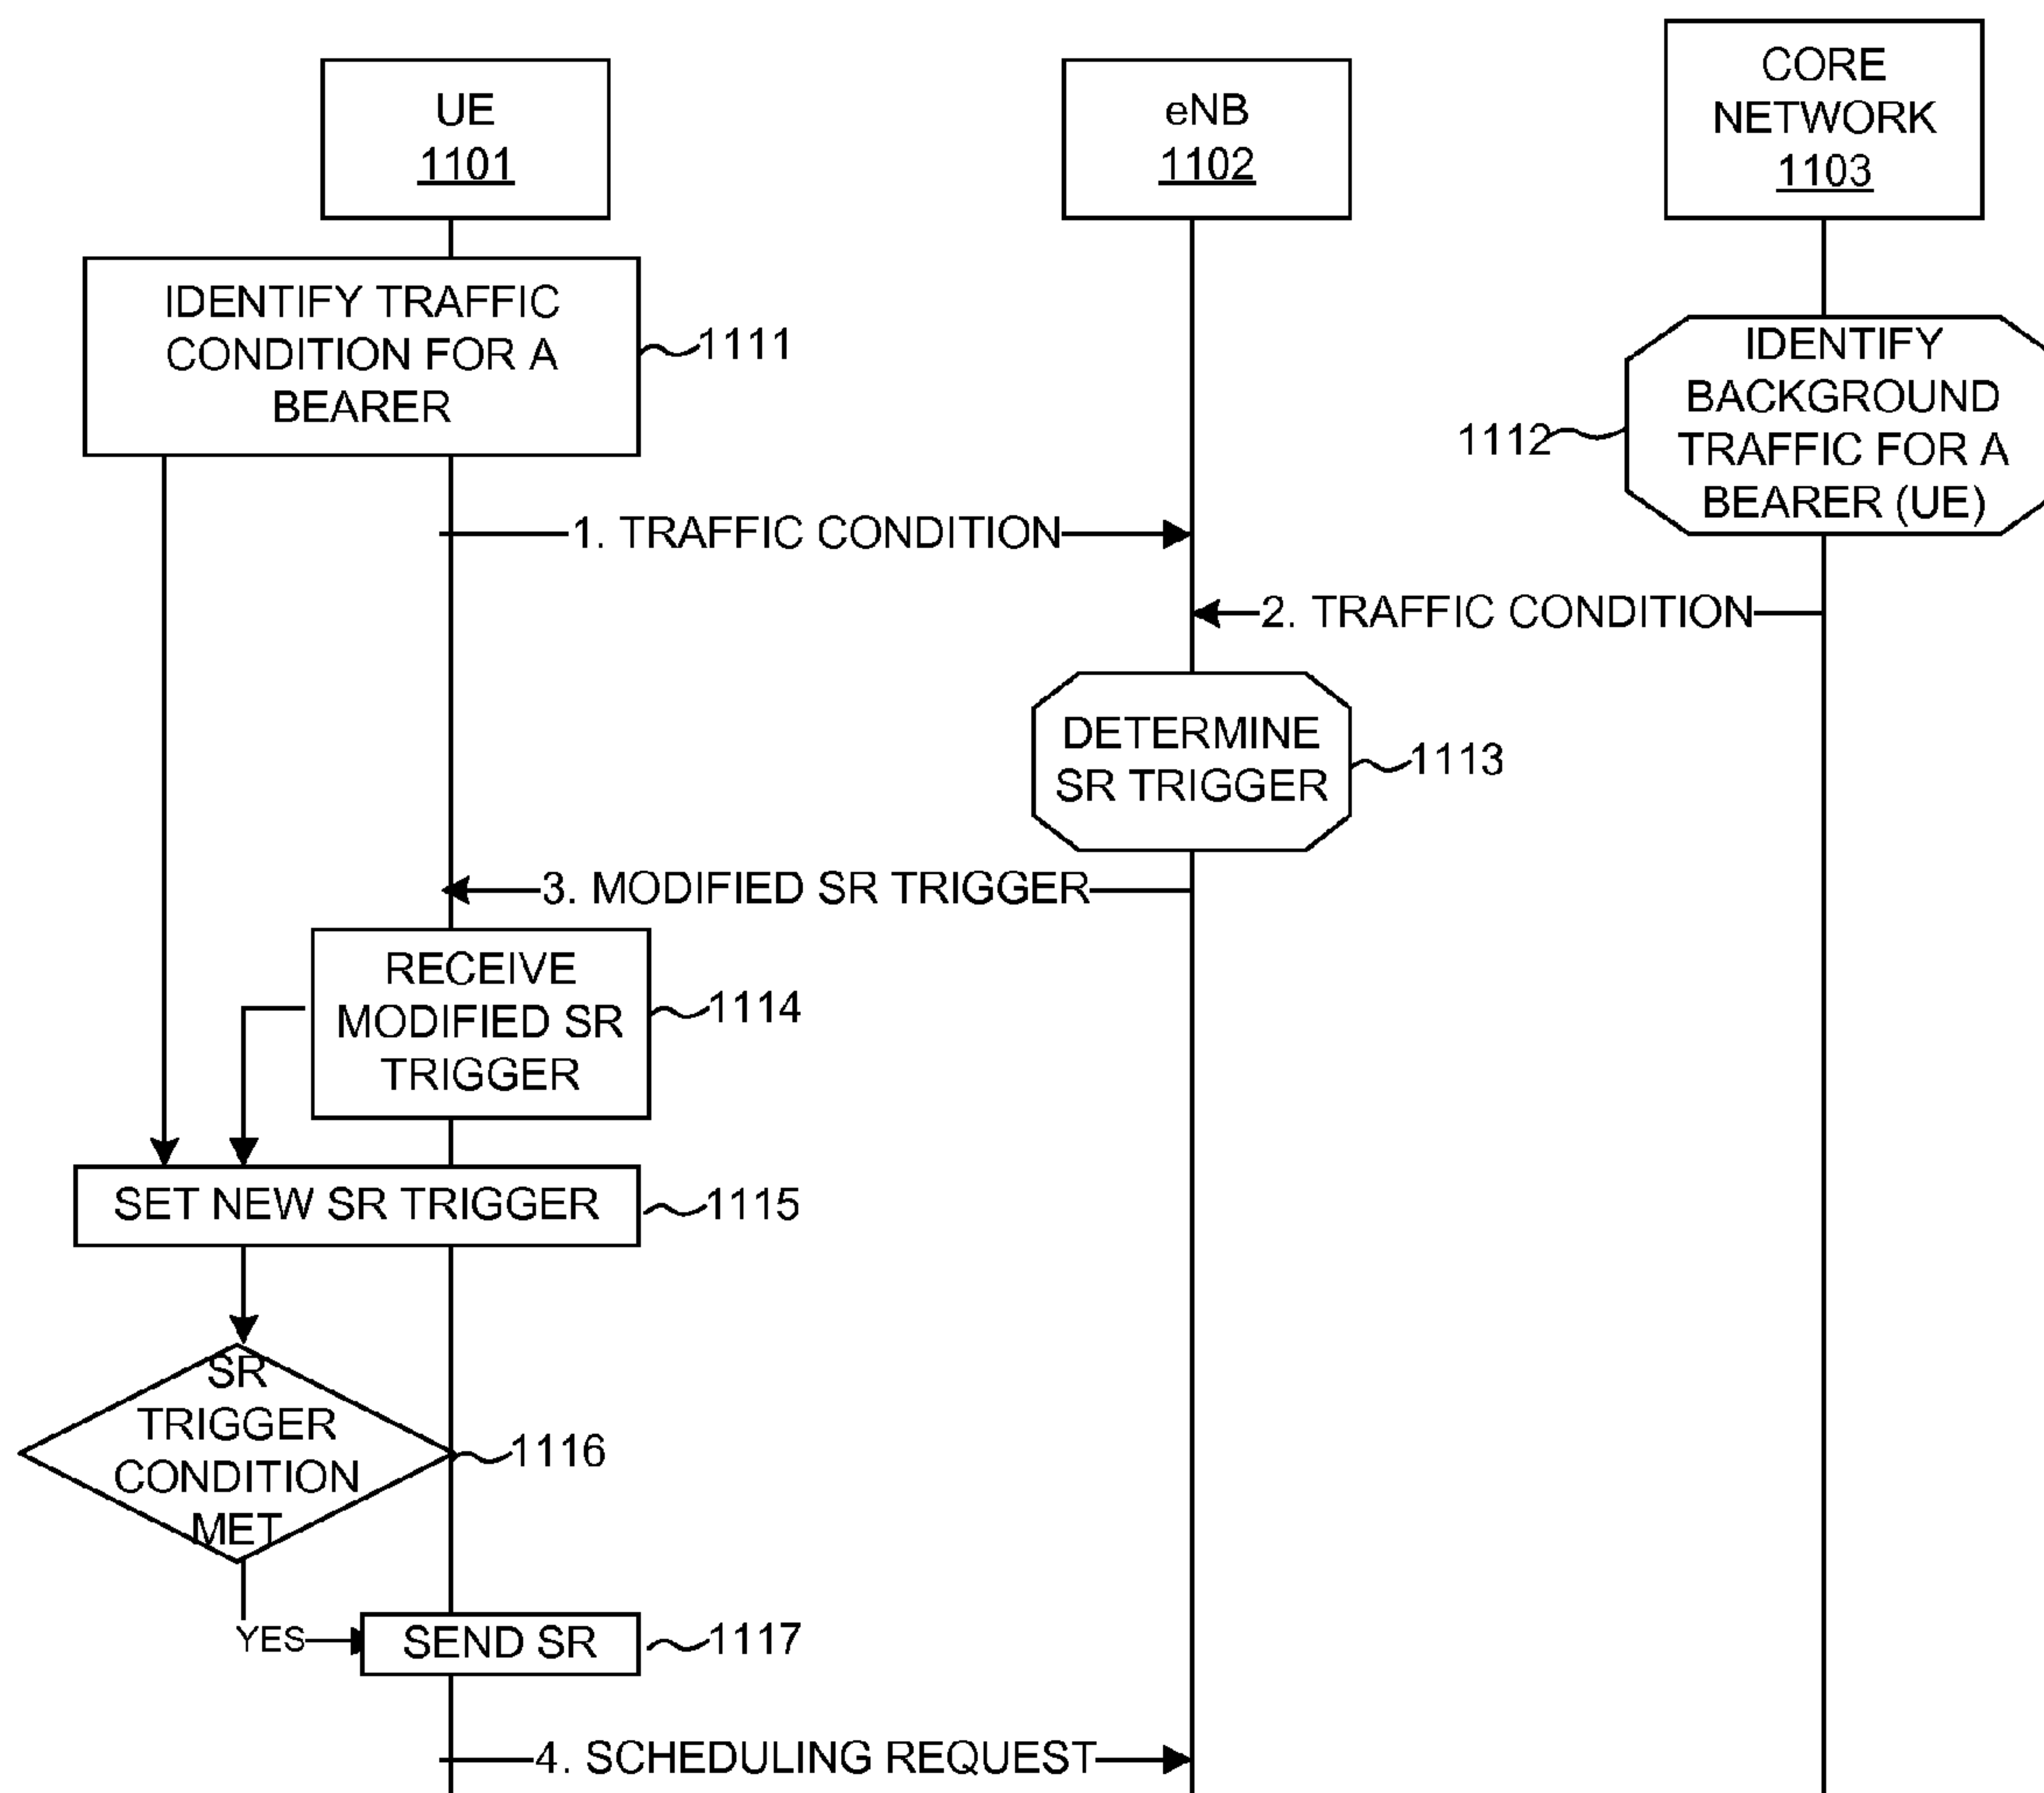 UE
1101
eNB
1102
CORE
NETWORK
1103
IDENTIFY TRAFFIC
CONDITION FOR A
BEARER
1111
IDENTIFY
BACKGROUND
TRAFFIC FOR A
BEARER (UE)
1112
1. TRAFFIC CONDITION
2. TRAFFIC CONDITION
DETERMINE
SR TRIGGER
1113
3. MODIFIED SR TRIGGER
RECEIVE
MODIFIED SR
TRIGGER
1114
SET NEW SR TRIGGER
1115
SR
TRIGGER
CONDITION
MET
1116
YES
SEND SR
1117
4. SCHEDULING REQUEST